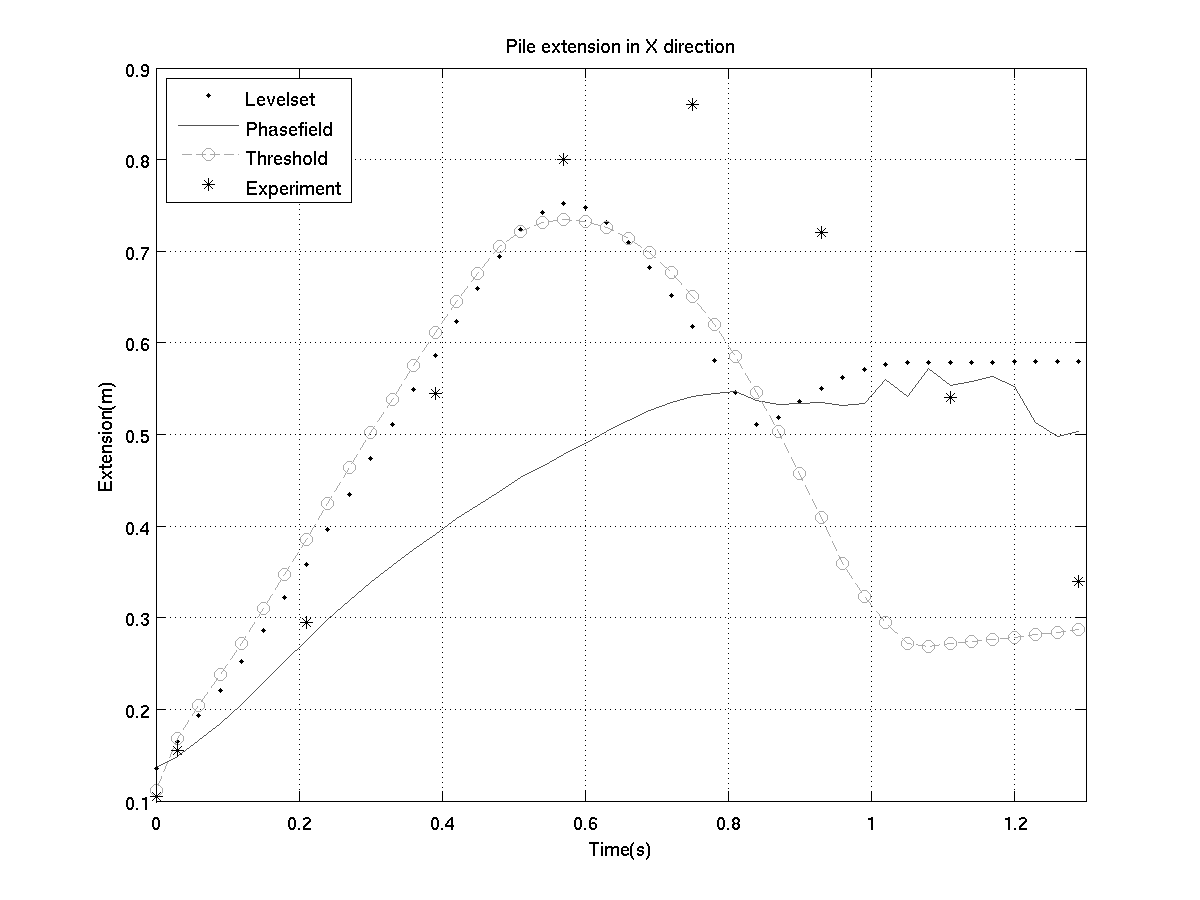 Pile extension in X direction
0.9
0.8
0.7
0.6
0.5
0.4
0.3
0.2
0.1
Levelset
Phasefield
Threshold
Experiment
Extension(m)
0 0.2 0.4 0.6 0.8 1 1.2
Time(s)